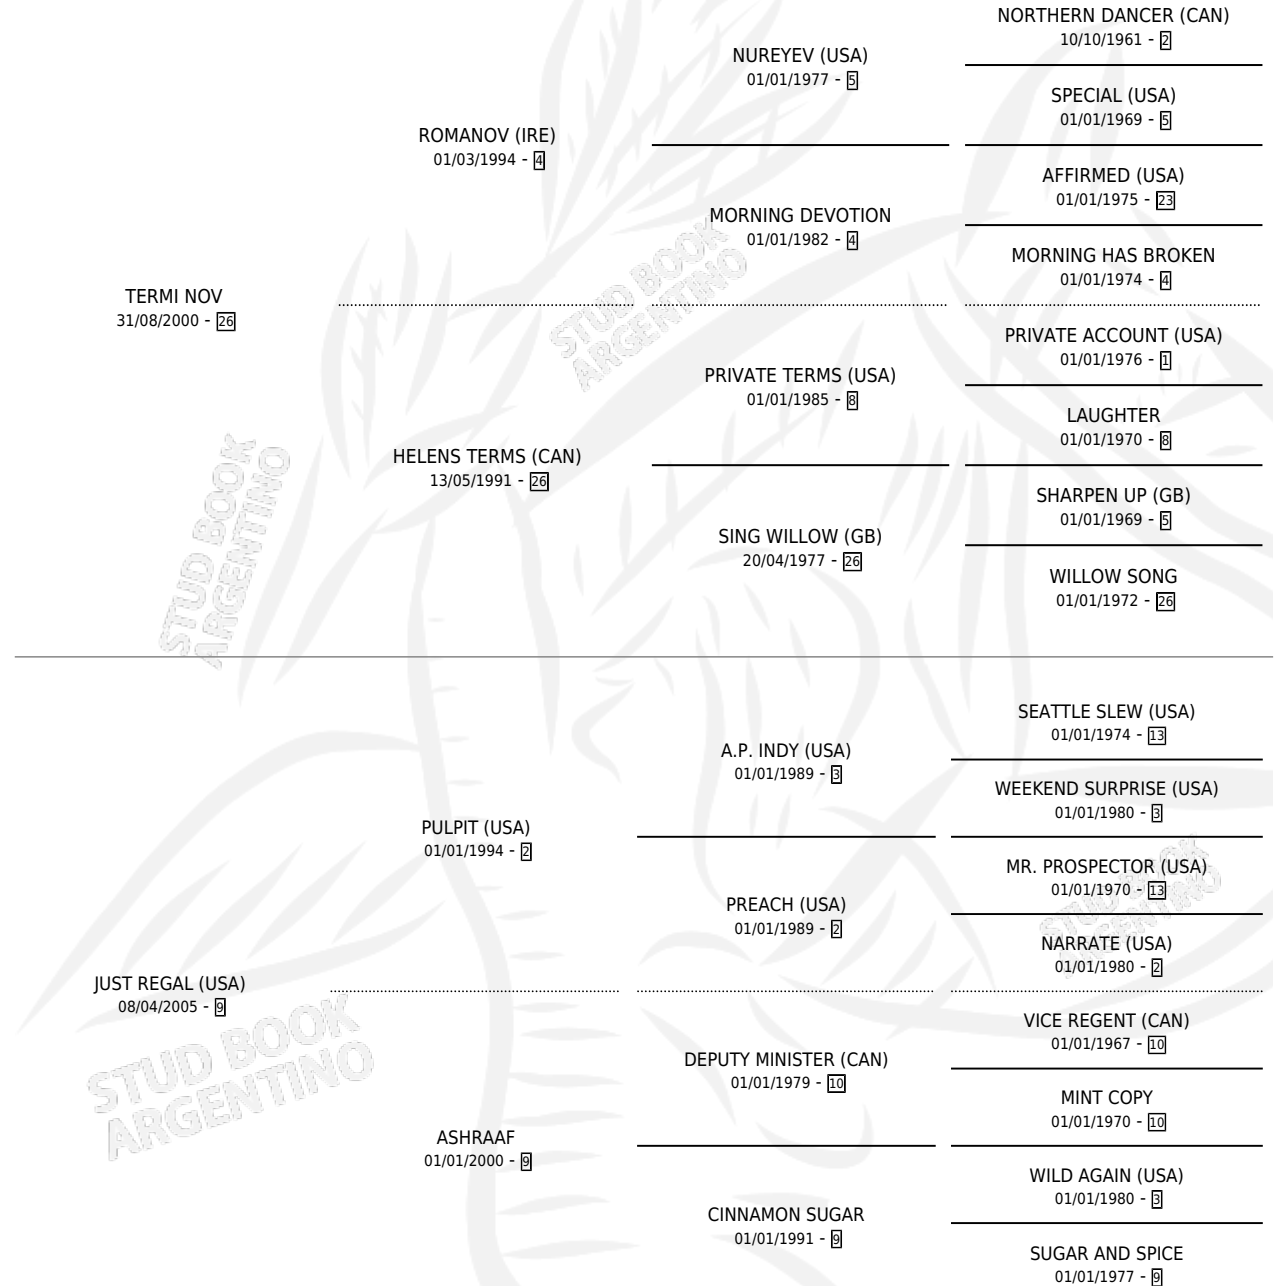 NORTHERN DANCER (CAN)
10/10/1961 - 2
NUREYEV (USA)
01/01/1977 - 5
SPECIAL (USA)
01/01/1969 - 5
ROMANOV (IRE)
01/03/1994 - 4
AFFIRMED (USA)
01/01/1975 - 23
MORNING DEVOTION
01/01/1982 - 4
MORNING HAS BROKEN
01/01/1974 - 4
TERMI NOV
31/08/2000 - 26
PRIVATE ACCOUNT (USA)
01/01/1976 - 1
PRIVATE TERMS (USA)
01/01/1985 - 8
LAUGHTER
01/01/1970 - 8
HELENS TERMS (CAN)
13/05/1991 - 26
SHARPEN UP (GB)
01/01/1969 - 5
SING WILLOW (GB)
20/04/1977 - 26
WILLOW SONG
01/01/1972 - 26
SEATTLE SLEW (USA)
01/01/1974 - 13
A.P. INDY (USA)
01/01/1989 - 3
WEEKEND SURPRISE (USA)
01/01/1980 - 3
PULPIT (USA)
01/01/1994 - 2
MR. PROSPECTOR (USA)
01/01/1970 - 13
PREACH (USA)
01/01/1989 - 2
NARRATE (USA)
01/01/1980 - 2
JUST REGAL (USA)
08/04/2005 - 9
VICE REGENT (CAN)
01/01/1967 - 10
DEPUTY MINISTER (CAN)
01/01/1979 - 10
MINT COPY
01/01/1970 - 10
ASHRAAF
01/01/2000 - 9
WILD AGAIN (USA)
01/01/1980 - 3
CINNAMON SUGAR
01/01/1991 - 9
SUGAR AND SPICE
01/01/1977 - 9
STUD BOOK
ARGENTINO
STUD BOOK
ARGENTINO
STUD BOOK
ARGENTINO
STUD BOOK
ARGENTINO